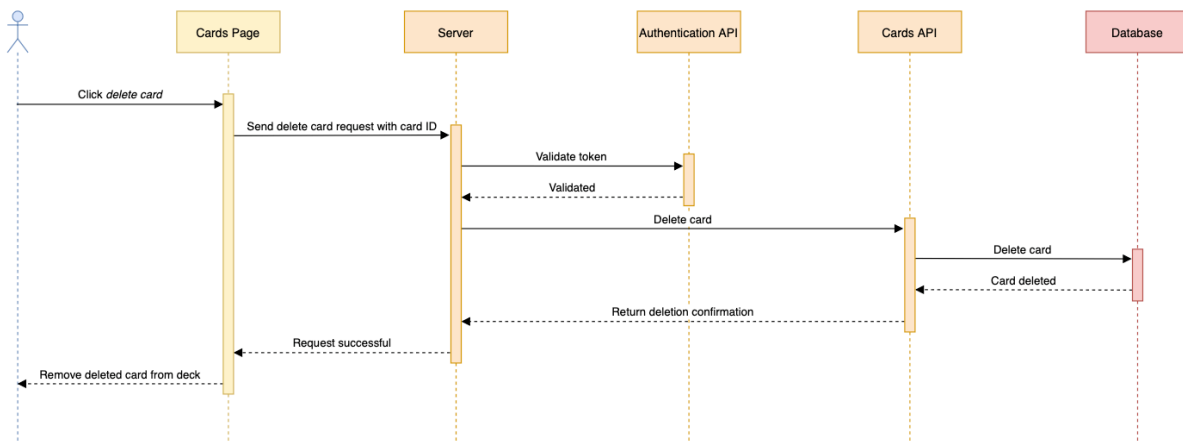 Cards Page
Server
Authentication API
Cards API
Database
Click delete card
Send delete card request with card ID
Validate token
Validated
Delete card
Delete card
Card deleted
Return deletion confirmation
Request successful
Remove deleted card from deck